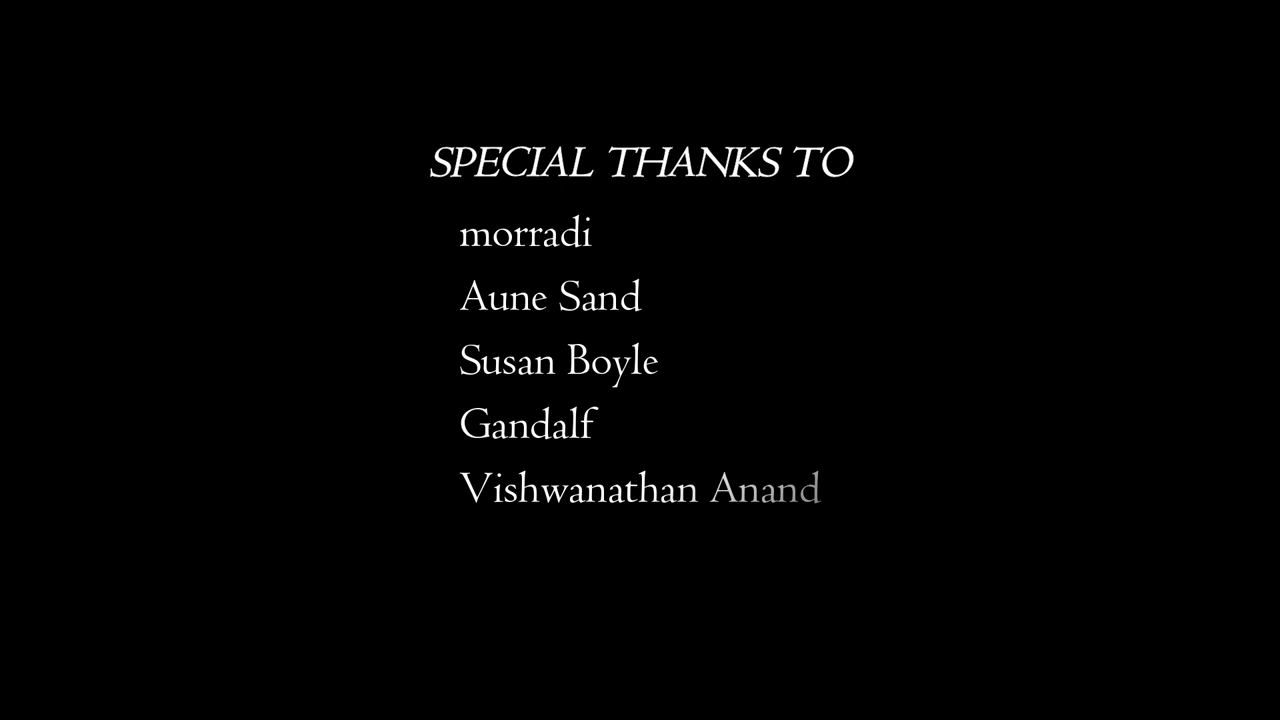 SPECIAL THANKS TO
morradi
Aune Sand
Susan Boyle
Gandalf
Vishwanathan Anand